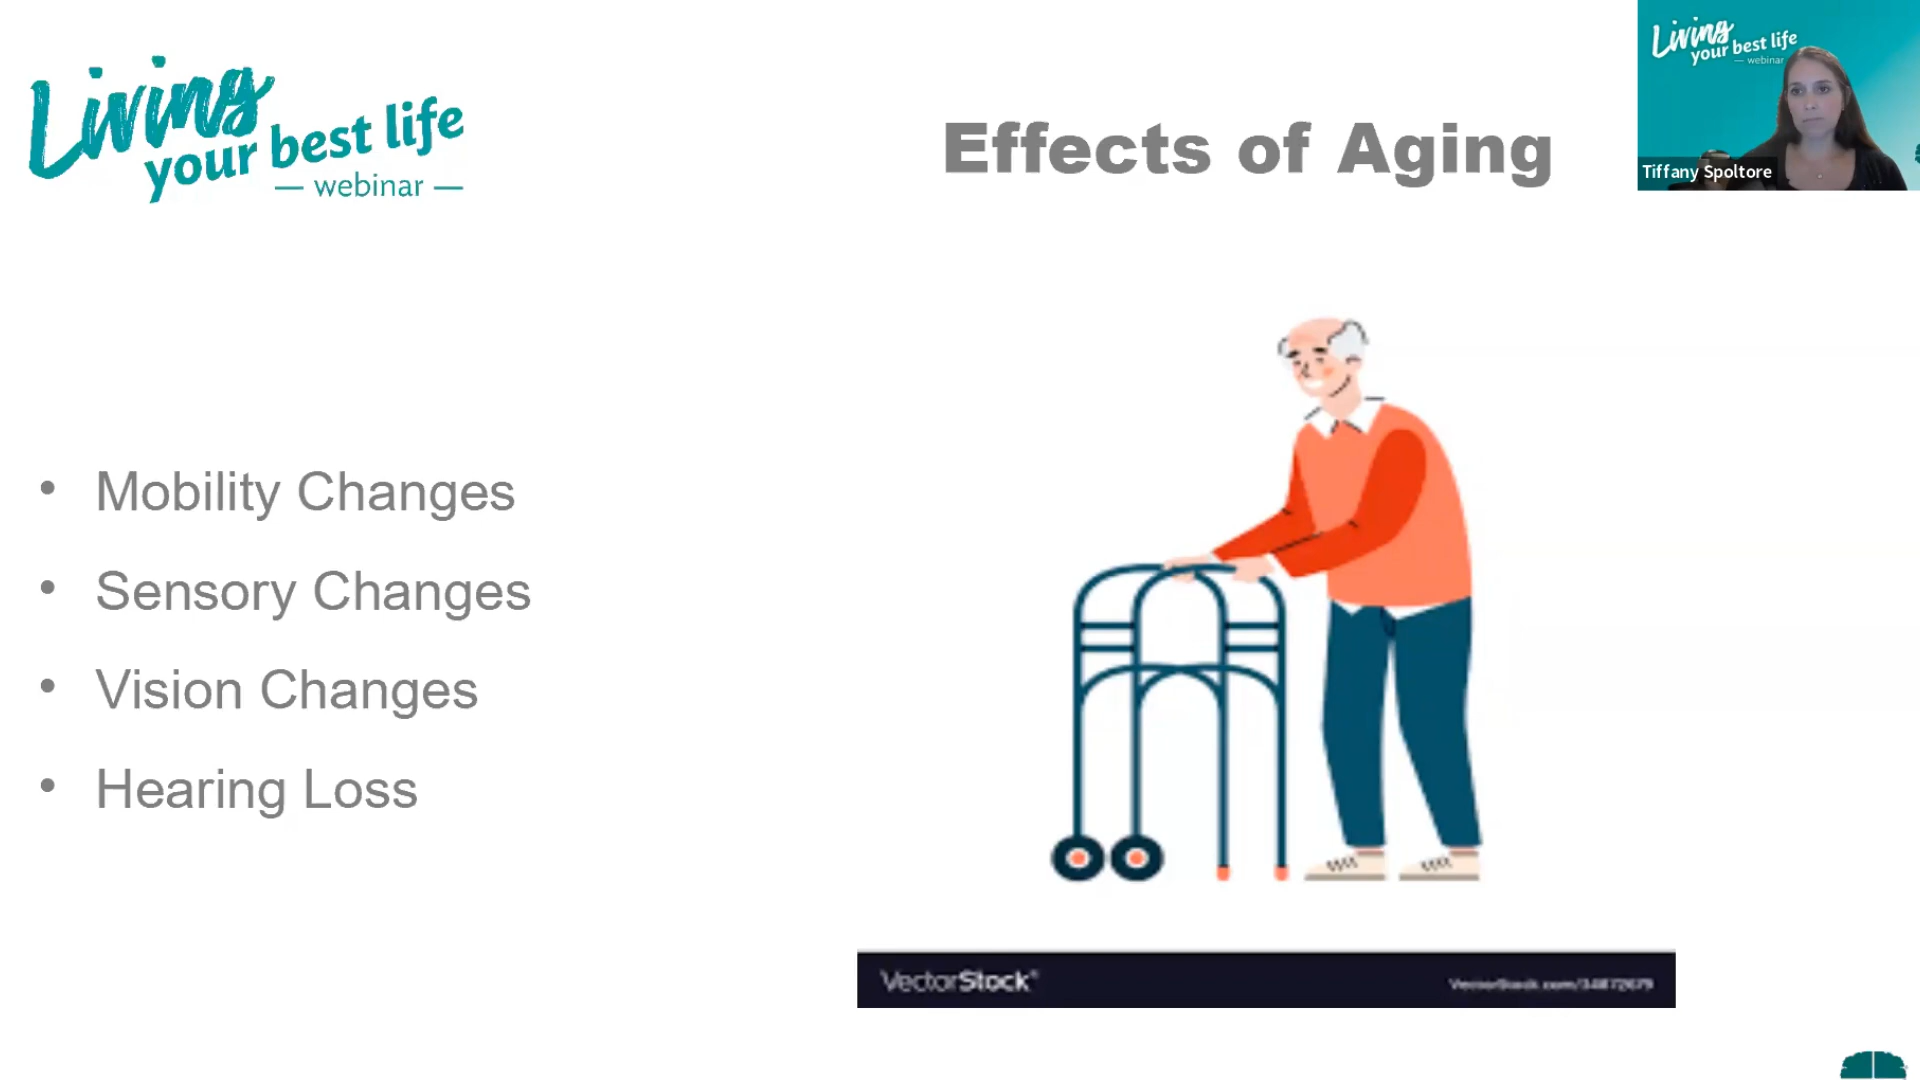 Living
your best life
— webinar —
Effects of Aging
Living
your best life
— webinar
Tiffany Spoltore
• Mobility Changes
• Sensory Changes
• Vision Changes
• Hearing Loss
VectorStock®
VectorStock.com/34872679